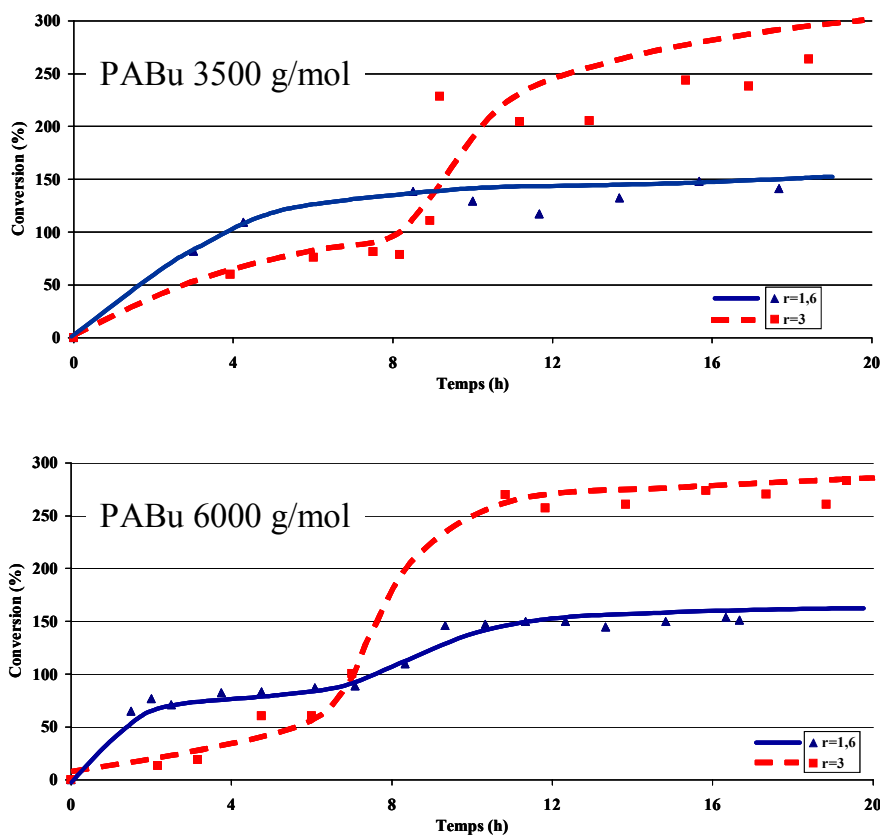 PABu 3500 g/mol
Conversion (%)
300
250
200
150
100
50
0
0 4 8 12 16 20
Temps (h)
r=1,6
r=3
PABu 6000 g/mol
Conversion (%)
300
250
200
150
100
50
0
0 4 8 12 16 20
Temps (h)
r=1,6
r=3